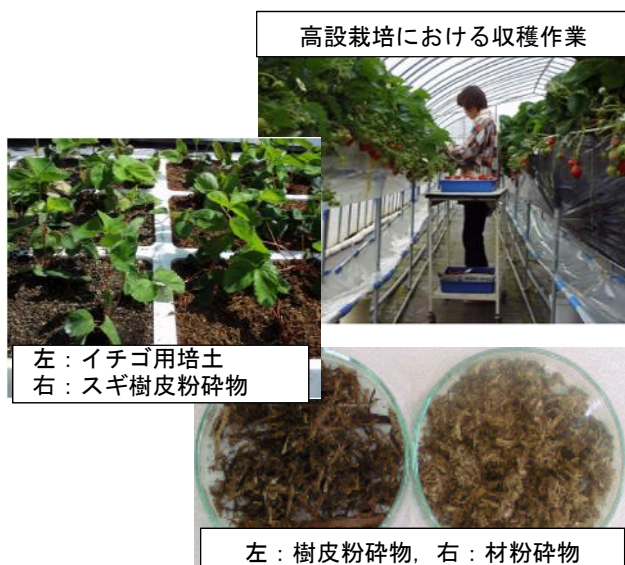 高設栽培における収穫作業
左：イチゴ用培土
右：スギ樹皮粉砕物
左：樹皮粉砕物，右：材粉砕物